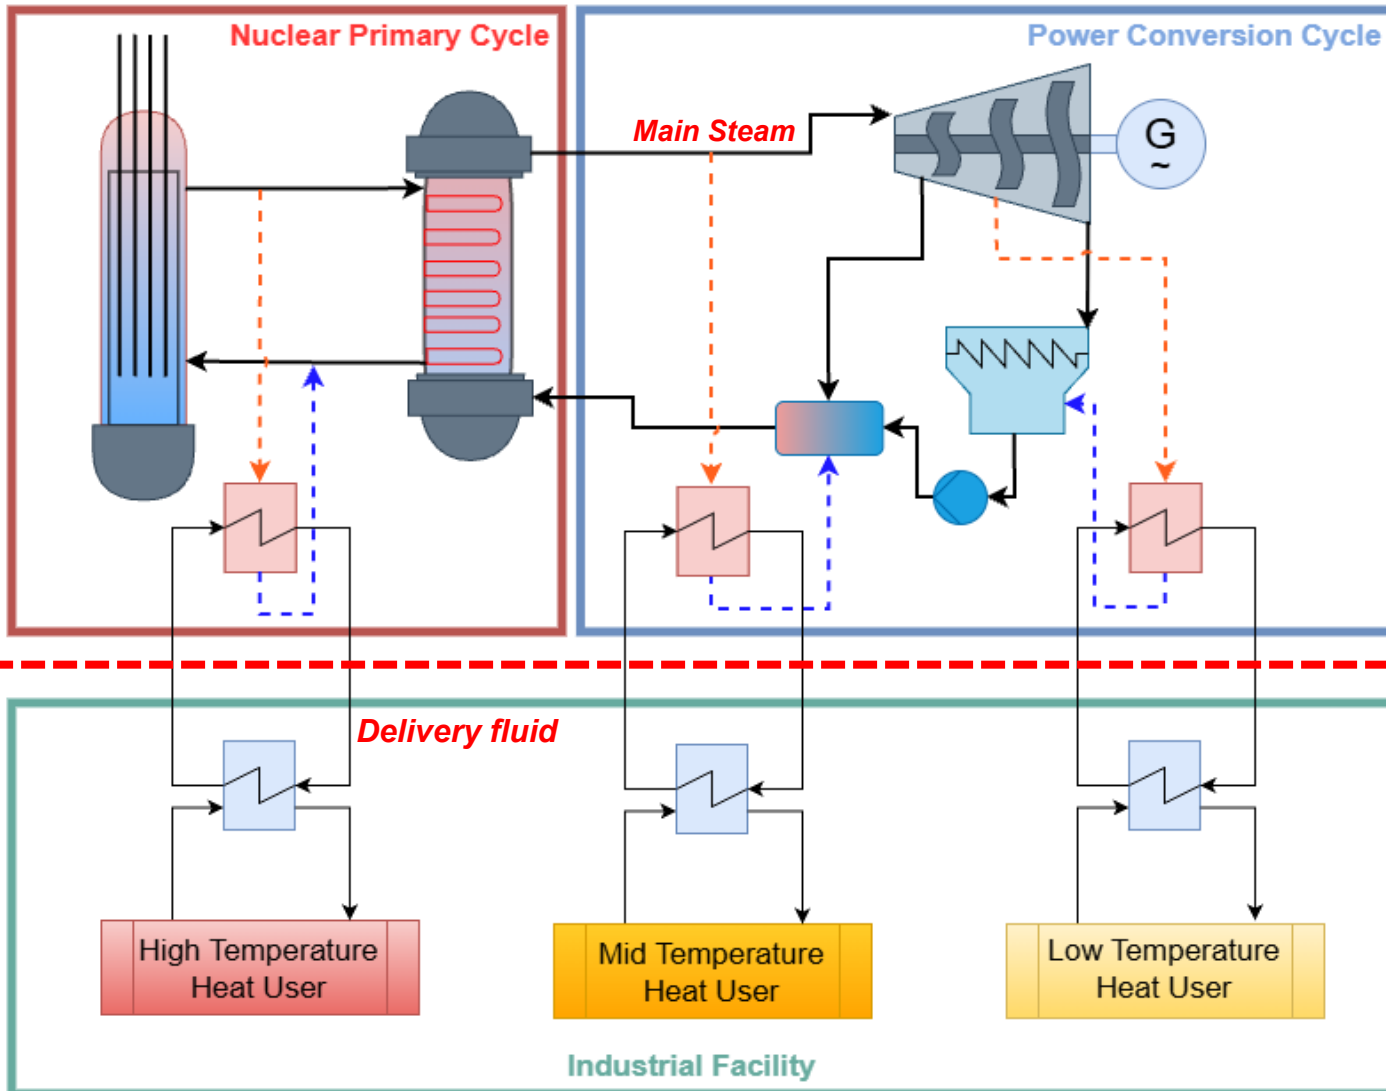 Nuclear Primary Cycle
Power Conversion Cycle
Main Steam
G
~
Delivery fluid
High Temperature
Heat User
Mid Temperature
Heat User
Low Temperature
Heat User
Industrial Facility